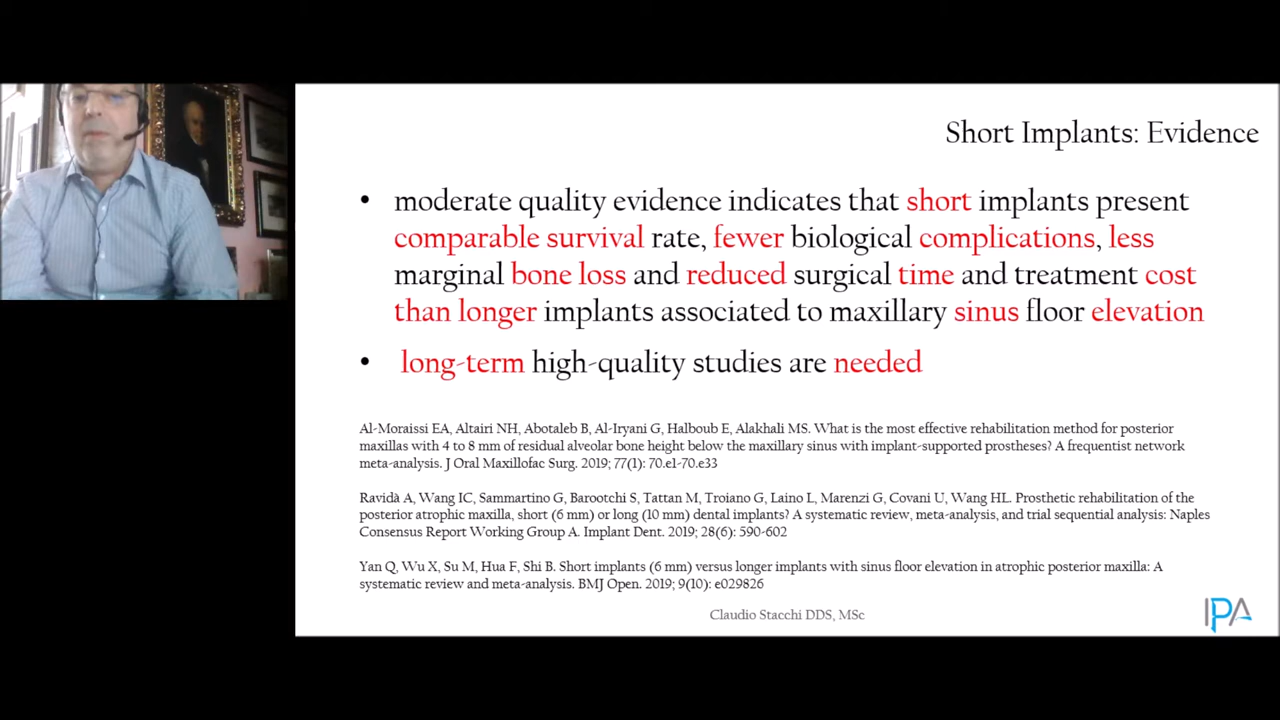 Short Implants: Evidence
• moderate quality evidence indicates that short implants present
comparable survival rate, fewer biological complications, less
marginal bone loss and reduced surgical time and treatment cost
than longer implants associated to maxillary sinus floor elevation
• long-term high-quality studies are needed
Al-Moraissi EA, Altairi NH, Abotaleb B, Al-Iryani G, Halboub E, Alakhali MS. What is the most effective rehabilitation method for posterior
maxillas with 4 to 8 mm of residual alveolar bone height below the maxillary sinus with implant-supported prostheses? A frequentist network
meta-analysis. J Oral Maxillofac Surg. 2019; 77(1): 70.e1-70.e33
Ravidà A, Wang IC, Sammartino G, Barootchi S, Tattan M, Troiano G, Laino L, Marenzi G, Covani U, Wang HL. Prosthetic rehabilitation of the
posterior atrophic maxilla, short (6 mm) or long (10 mm) dental implants? A systematic review, meta-analysis, and trial sequential analysis: Naples
Consensus Report Working Group A. Implant Dent. 2019; 28(6): 590-602
Yan Q, Wu X, Su M, Hua F, Shi B. Short implants (6 mm) versus longer implants with sinus floor elevation in atrophic posterior maxilla: A
systematic review and meta-analysis. BMJ Open. 2019; 9(10): e029826
Claudio Stacchi DDS, MSc
IPA